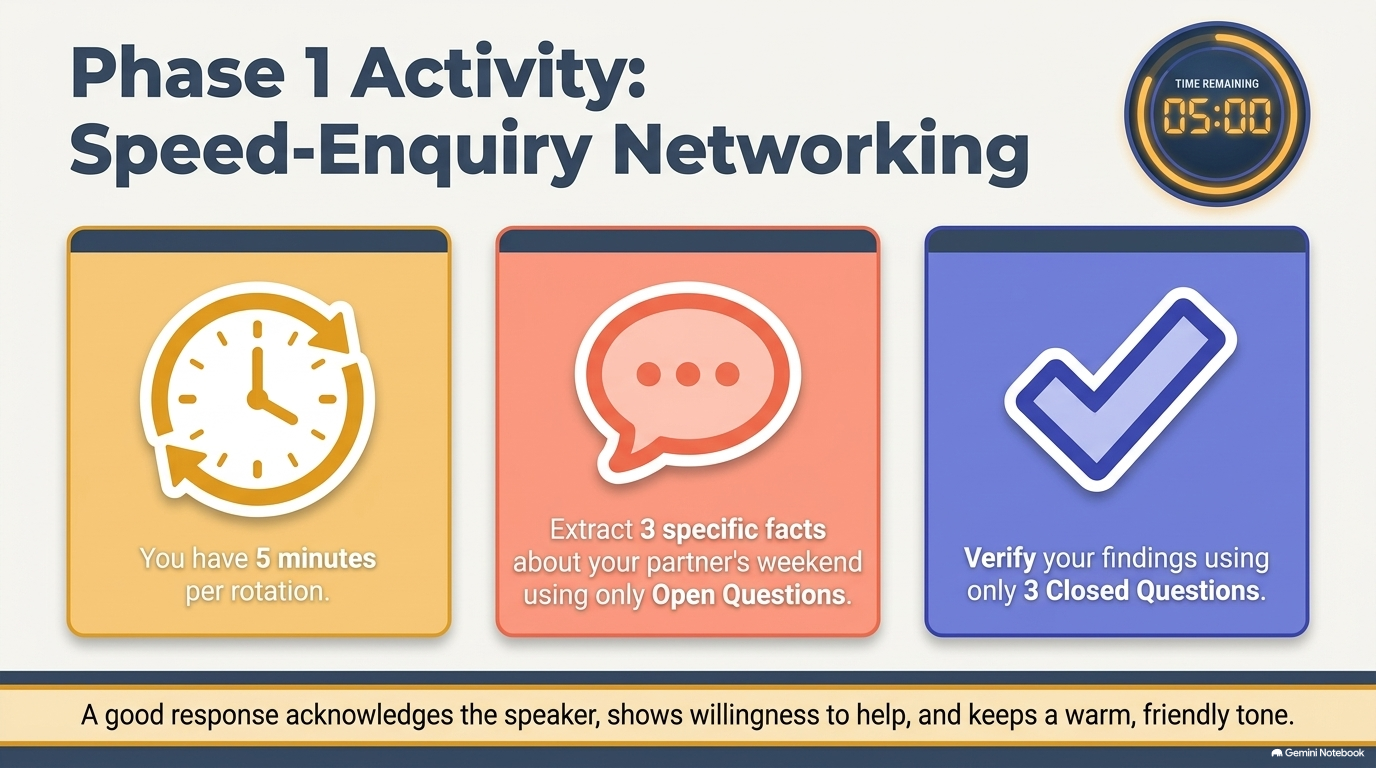 Phase 1 Activity:
Speed-Enquiry Networking
TIME REMAINING
05:00
You have 5 minutes
per rotation.
Extract 3 specific facts
about your partner's weekend
using only Open Questions.
Verify your findings using
only 3 Closed Questions.
A good response acknowledges the speaker, shows willingness to help, and keeps a warm, friendly tone.
Gemini Notebook